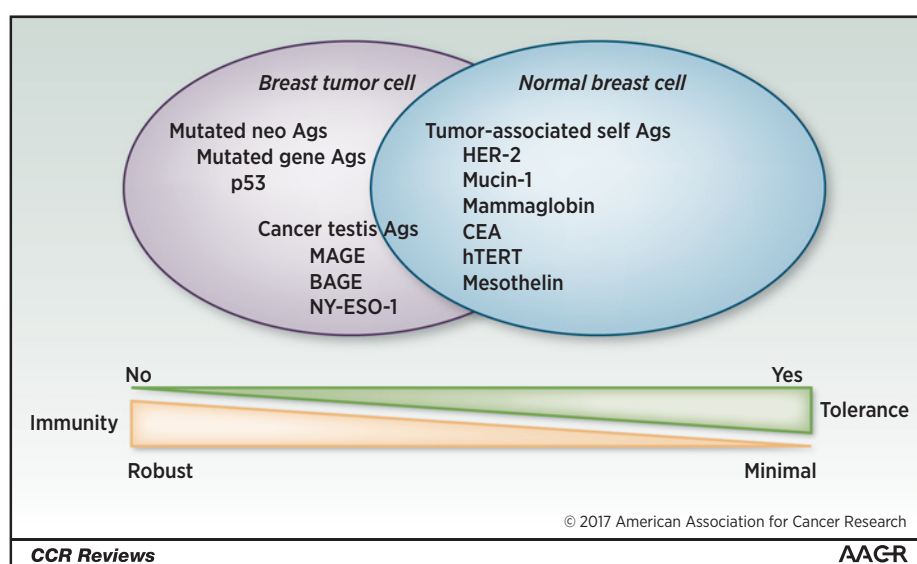 Breast tumor cell
Normal breast cell
Mutated neo Ags
Mutated gene Ags
p53
Cancer testis Ags
MAGE
BAGE
NY-ESO-1
Tumor-associated self Ags
HER-2
Mucin-1
Mammaglobin
CEA
hTERT
Mesothelin
No
Yes
Immunity
Tolerance
Robust
Minimal
© 2017 American Association for Cancer Research
CCR Reviews
AACR